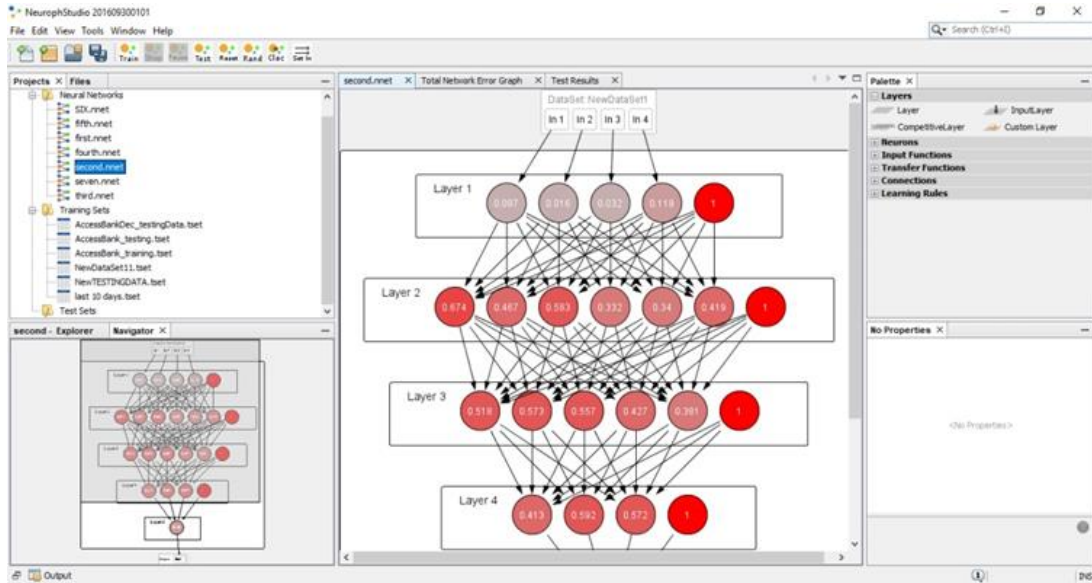 NeurophStudio 201609300101
File Edit View Tools Window Help
Search (Ctrl+I)
Train Stop Pause Test Reset Rand Clac Set In
Projects Files
Neural Networks
SIX.nnet
fifth.nnet
first.nnet
fourth.nnet
second.nnet
seven.nnet
third.nnet
Training Sets
AccessBankDec_testingData.tset
AccessBank_testing.tset
AccessBank_training.tset
NewDataSet11.tset
NewTESTINGDATA.tset
last 10 days.tset
Test Sets
second - Explorer Navigator
second.nnet Total Network Error Graph Test Results
DataSet: NewDataSet1
In 1 In 2 In 3 In 4
Layer 1
0.097 0.016 0.032 0.118 1
Layer 2
0.674 0.467 0.583 0.332 0.34 0.419 1
Layer 3
0.518 0.573 0.557 0.427 0.391 1
Layer 4
0.413 0.592 0.572 1
Palette
Layers
Layer InputLayer
CompetitiveLayer Custom Layer
Neurons
Input Functions
Transfer Functions
Connections
Learning Rules
No Properties
<No Properties>
Output
INS